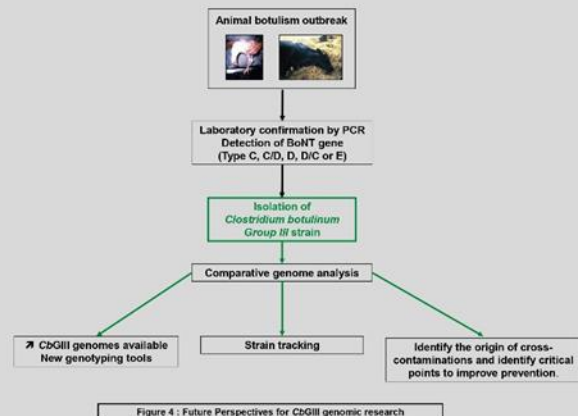 Animal botulism outbreak
Laboratory confirmation by PCR
Detection of BoNT gene
(Type C, C/D, D, D/C or E)
Isolation of
Clostridium botulinum
Group III strain
Comparative genome analysis
↗ CbGIII genomes available
New genotyping tools
Strain tracking
Identify the origin of cross-
contaminations and identify critical
points to improve prevention.
Figure 4 : Future Perspectives for CbGIII genomic research